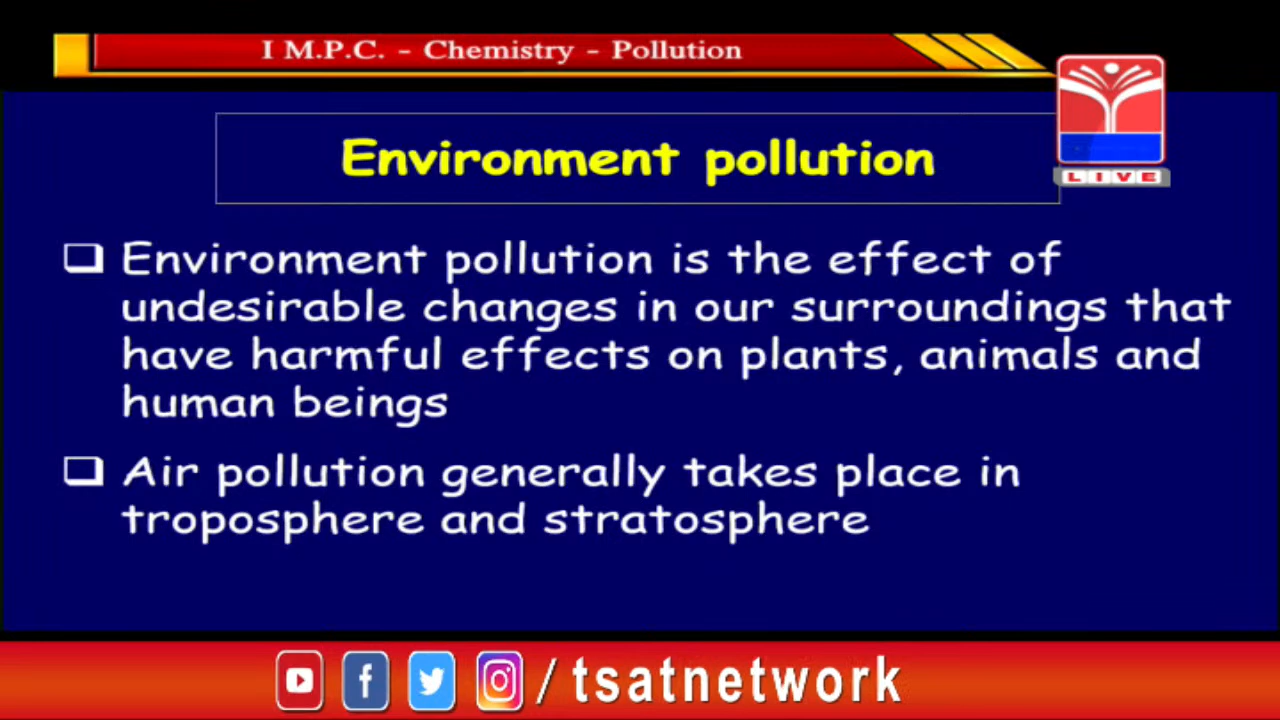 I M.P.C. - Chemistry - Pollution
LIVE
Environment pollution
Environment pollution is the effect of
undesirable changes in our surroundings that
have harmful effects on plants, animals and
human beings
Air pollution generally takes place in
troposphere and stratosphere
/ tsatnetwork